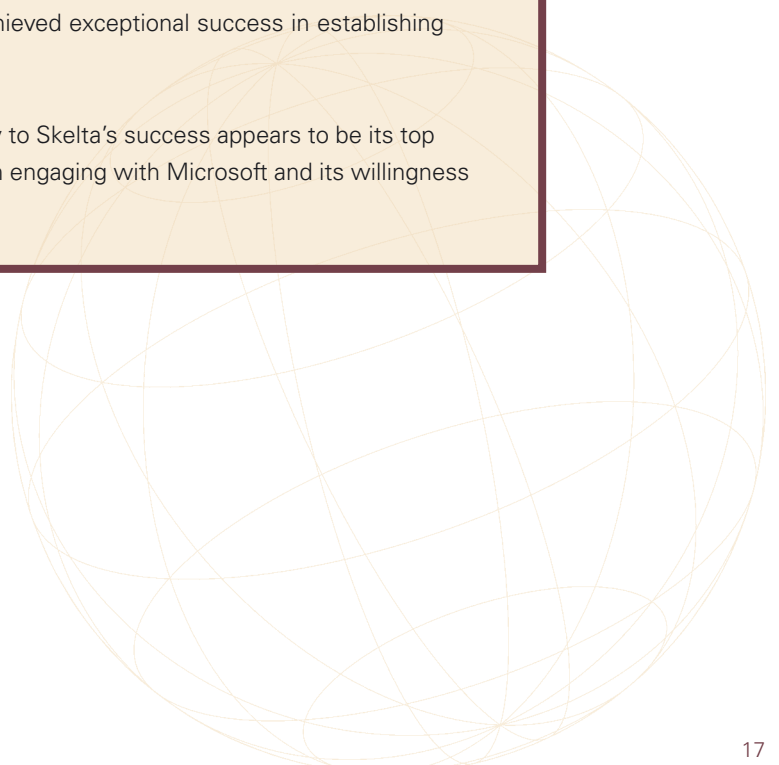 hieved exceptional success in establishing
to Skelta’s success appears to be its top
engaging with Microsoft and its willingness
17